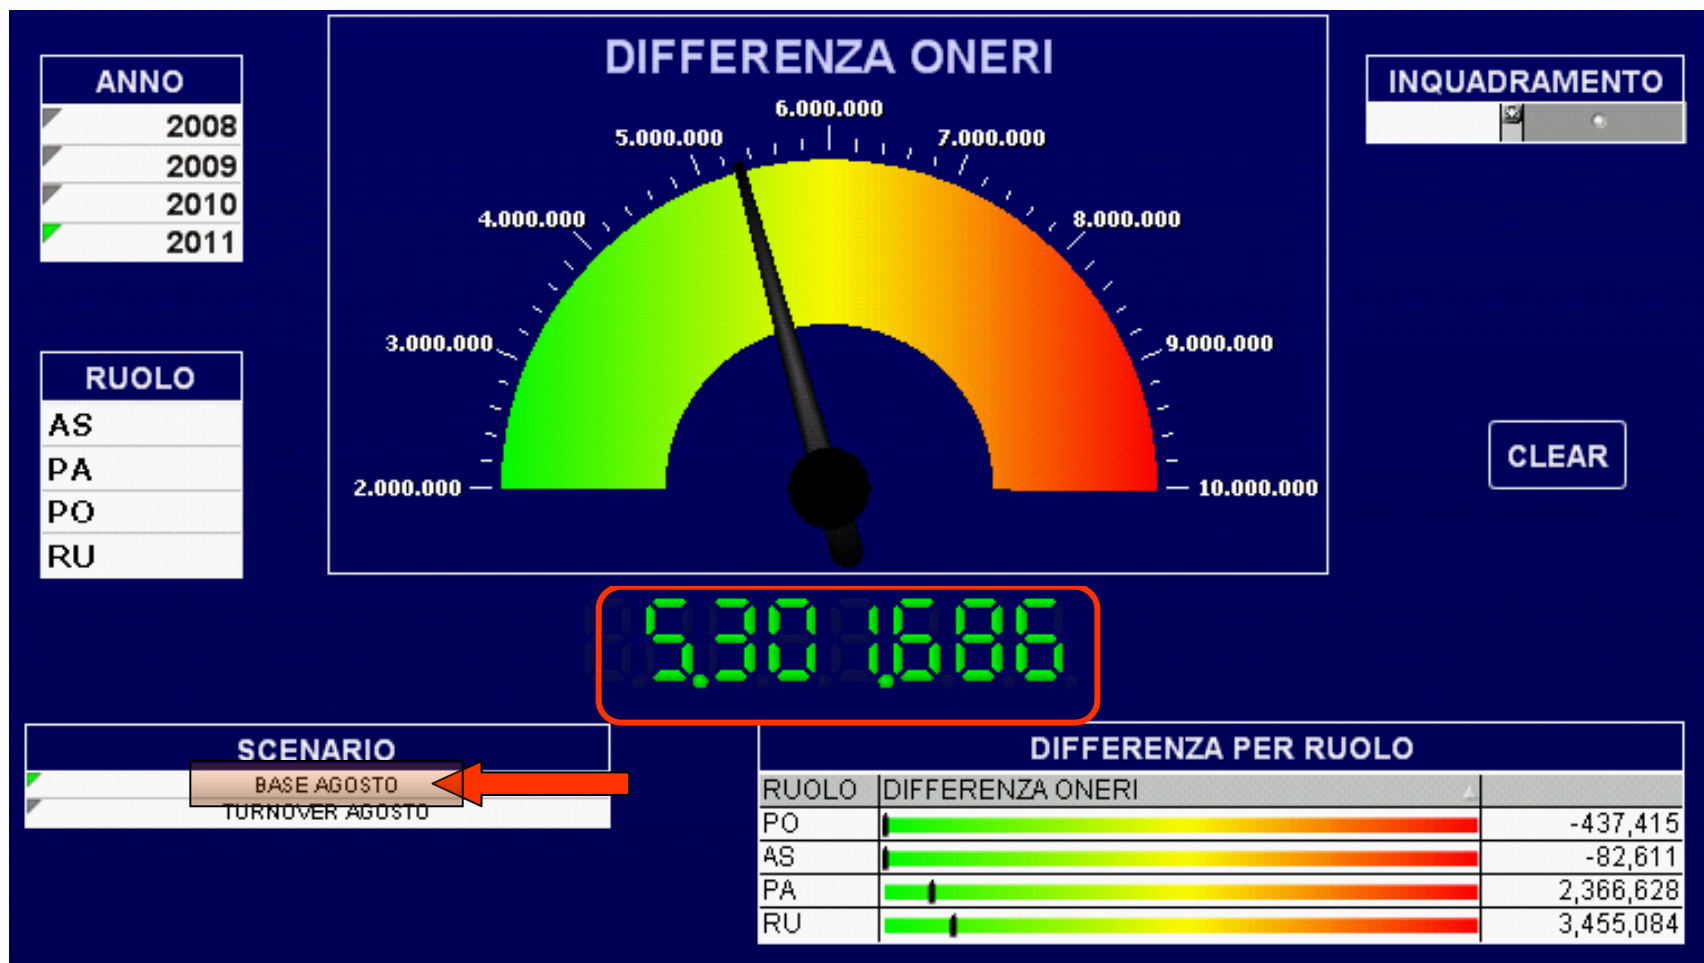 DIFFERENZA ONERI
ANNO
2008
2009
2010
2011
INQUADRAMENTO
2.000.000
3.000.000
4.000.000
5.000.000
6.000.000
7.000.000
8.000.000
9.000.000
10.000.000
RUOLO
AS
PA
PO
RU
CLEAR
5.301.686
SCENARIO
BASE AGOSTO
TURNOVER AGOSTO
DIFFERENZA PER RUOLO
RUOLO DIFFERENZA ONERI
PO -437,415
AS -82,611
PA 2,366,628
RU 3,455,084